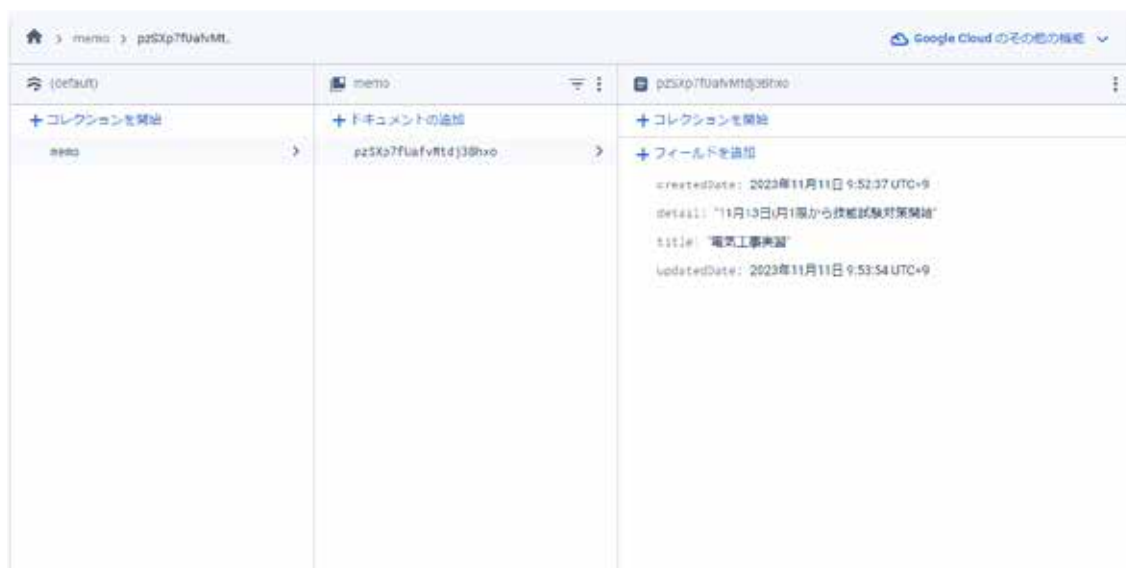 memo
Google Cloud のその他の機能
(default)
memo
+ コレクションを開始
+ ドキュメントの追加
+ コレクションを開始
memo
+ フィールドを追加
createdDate: 2023年11月11日 9:52:37 UTC+9
detail: "11月13日(月1限から技能試験対策開始"
title: "電気工事実習"
updatedDate: 2023年11月11日 9:53:54 UTC+9